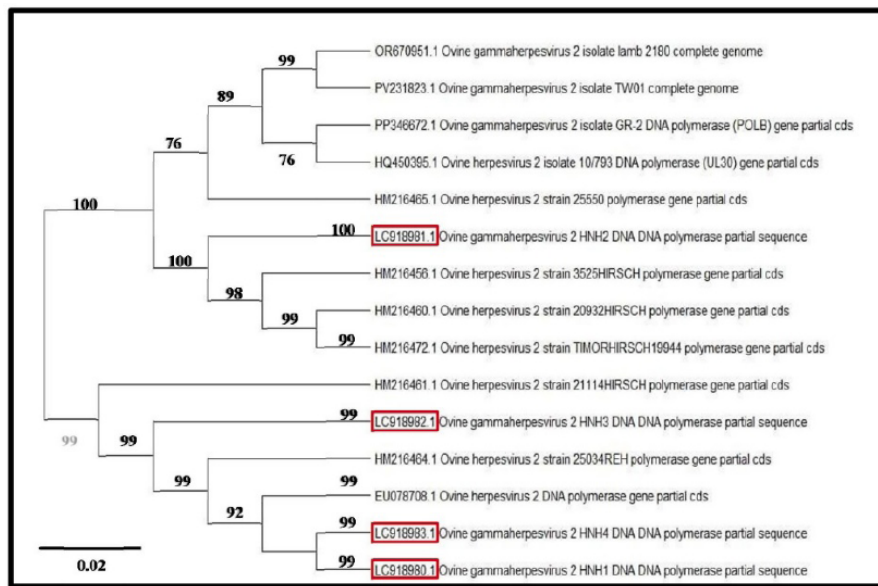 OR670951.1 Ovine gammaherpesvirus 2 isolate lamb 2180 complete genome
99
PV231823.1 Ovine gammaherpesvirus 2 isolate TW01 complete genome
89
PP346672.1 Ovine gammaherpesvirus 2 isolate GR-2 DNA polymerase (POLB) gene partial cds
76
76
HQ450395.1 Ovine herpesvirus 2 isolate 10/793 DNA polymerase (UL30) gene partial cds
HM216465.1 Ovine herpesvirus 2 strain 25550 polymerase gene partial cds
100
100 LC918981.1 Ovine gammaherpesvirus 2 HNH2 DNA DNA polymerase partial sequence
100
HM216456.1 Ovine herpesvirus 2 strain 3525HIRSCH polymerase gene partial cds
98
HM216460.1 Ovine herpesvirus 2 strain 20932HIRSCH polymerase gene partial cds
99
99 HM216472.1 Ovine herpesvirus 2 strain TIMORHIRSCH19944 polymerase gene partial cds
HM216461.1 Ovine herpesvirus 2 strain 21114HIRSCH polymerase gene partial cds
99 LC918982.1 Ovine gammaherpesvirus 2 HNH3 DNA DNA polymerase partial sequence
99
99
HM216464.1 Ovine herpesvirus 2 strain 25034REH polymerase gene partial cds
99
99
EU078708.1 Ovine herpesvirus 2 DNA polymerase gene partial cds
92
99 LC918983.1 Ovine gammaherpesvirus 2 HNH4 DNA DNA polymerase partial sequence
99 LC918980.1 Ovine gammaherpesvirus 2 HNH1 DNA DNA polymerase partial sequence
0.02